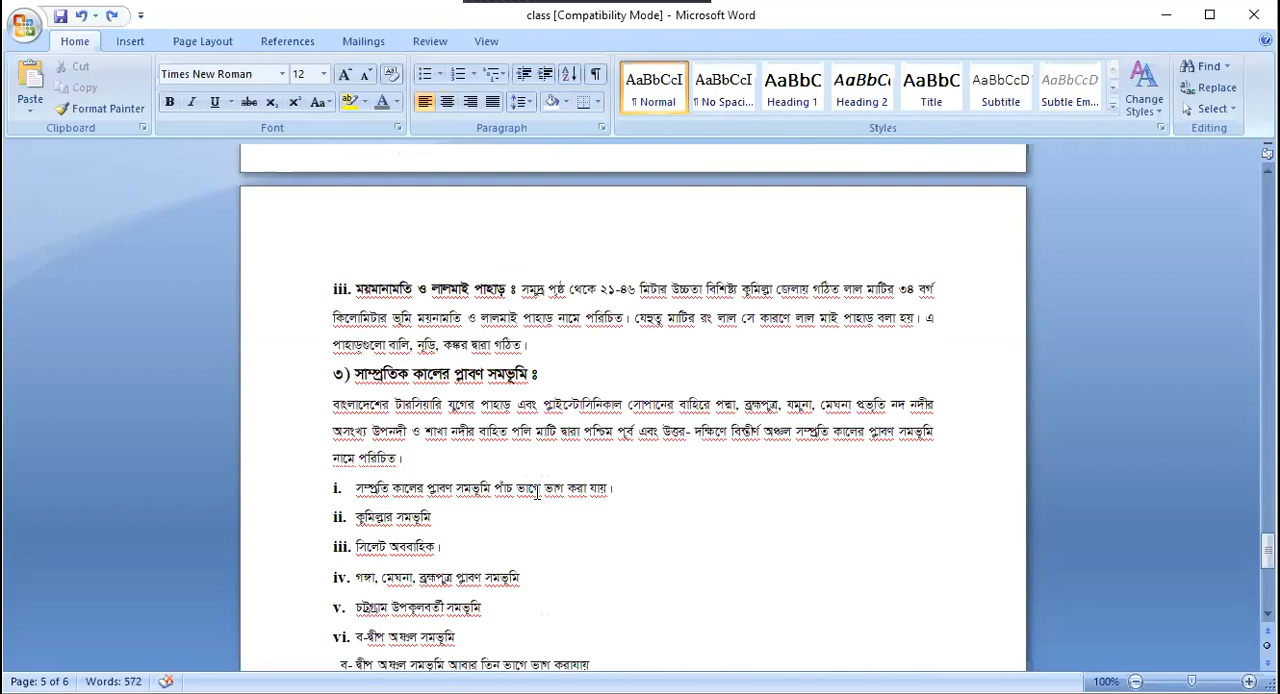 class [Compatibility Mode] - Microsoft Word
Home Insert Page Layout References Mailings Review View
Paste Cut Copy Format Painter
Times New Roman 12
AaBbCcI AaBbCcI AaBbC AaBbCc AaBbC AaBbCcD AaBbCcD
¶ Normal ¶ No Spaci... Heading 1 Heading 2 Title Subtitle Subtle Em...
Change Styles
Find Replace Select
Clipboard Font Paragraph Styles Editing
iii. ময়মানামতি ও লালমাই পাহাড় ঃ সমুদ্র পৃষ্ঠ থেকে ২১-৪৬ মিটার উচ্চতা বিশিষ্ট্য কুমিল্লা জেলায় গঠিত লাল মাটির ৩৪ বর্গ
কিলোমিটার ভূমি ময়নামতি ও লালমাই পাহাড় নামে পরিচিত। যেহুতু মাটির রং লাল সে কারণে লাল মাই পাহাড় বলা হয়। এ
পাহাড়গুলো বালি, নূড়ি, কঙ্কর দ্বারা গঠিত।
৩) সাম্প্রতিক কালের প্লাবণ সমভূমি ঃ
বাংলাদেশের টারসিয়ারি যুগের পাহাড় এবং প্লাইস্টোসিনিকাল সোপানের বাহিরে পদ্মা, ব্রহ্মপুত্র, যমুনা, মেঘনা প্রভৃতি নদ নদীর
অসংখ্য উপনদী ও শাখা নদীর বাহিত পলি মাটি দ্বারা পশ্চিম পূর্ব এবং উত্তর- দক্ষিণে বিস্তীর্ণ অঞ্চল সম্প্রতি কালের প্লাবণ সমভূমি
নামে পরিচিত।
i. সম্প্রতি কালের প্লাবণ সমভূমি পাঁচ ভাগে ভাগ করা যায়।
ii. কুমিল্লার সমভূমি
iii. সিলেট অববাহিক।
iv. গঙ্গা, মেঘনা, ব্রহ্মপুত্র প্লাবণ সমভূমি
v. চট্রগ্রাম উপকূলবর্তী সমভূমি
vi. ব-দ্বীপ অঞ্চল সমভূমি
ব- দ্বীপ অঞ্চল সমভূমি আবার তিন ভাগে ভাগ করাযায়
Page: 5 of 6 Words: 572 100%